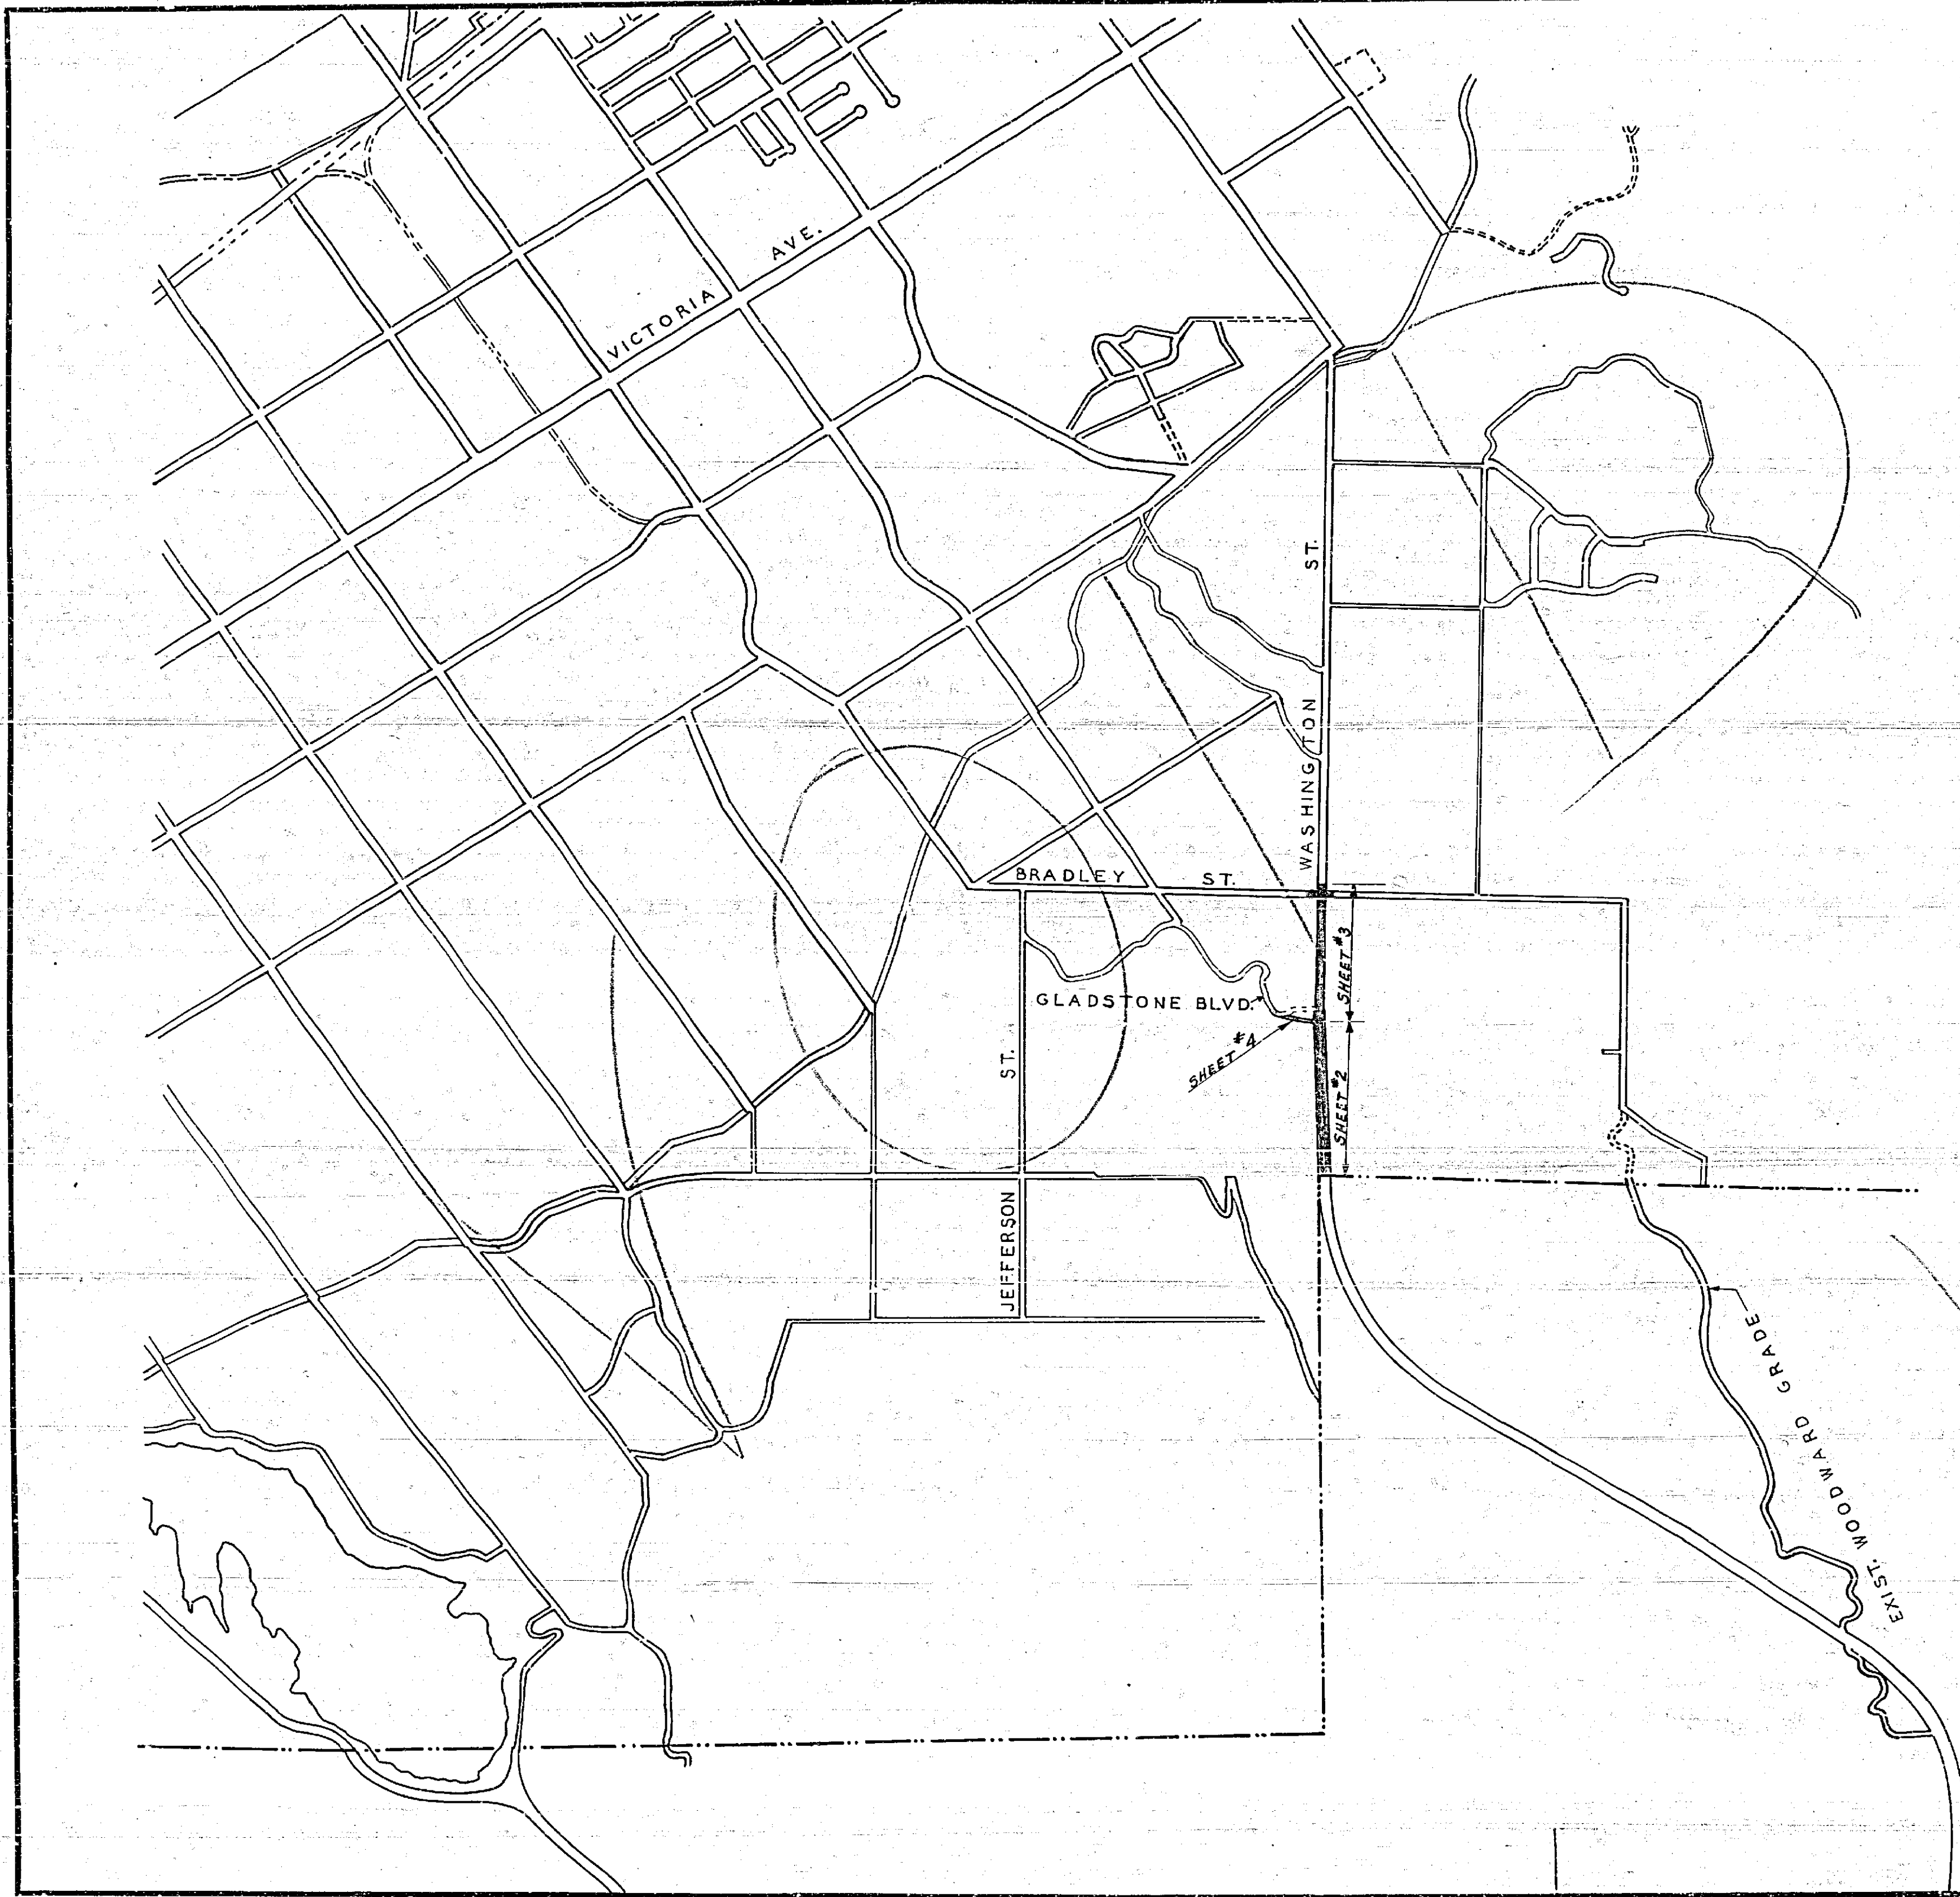 VICTORIA AVE.
WASHINGTON ST.
BRADLEY ST.
SHEET #3
GLADSTONE BLVD.
SHEET #4
SHEET #2
JEFFERSON ST.
EXIST. WOODWARD GRADE